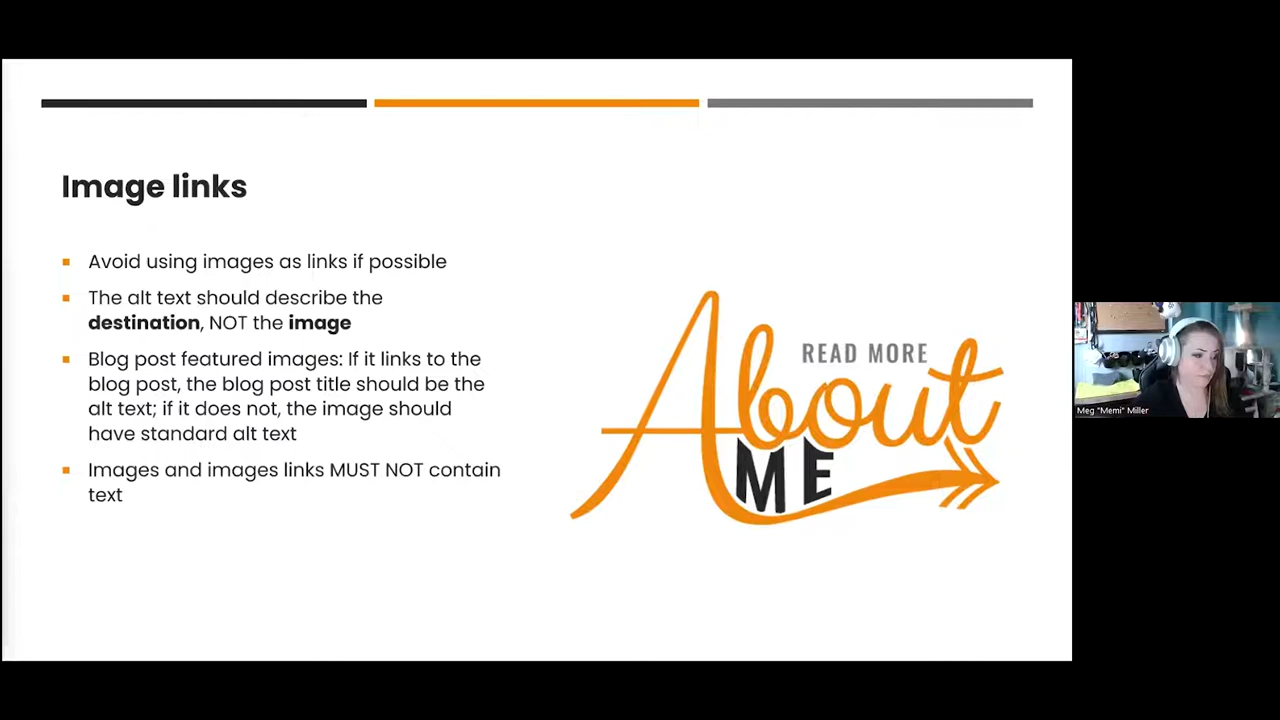 Image links
Avoid using images as links if possible
The alt text should describe the
destination, NOT the image
Blog post featured images: If it links to the
blog post, the blog post title should be the
alt text; if it does not, the image should
have standard alt text
Images and images links MUST NOT contain
text
READ MORE
About
ME
Meg "Memi" Miller